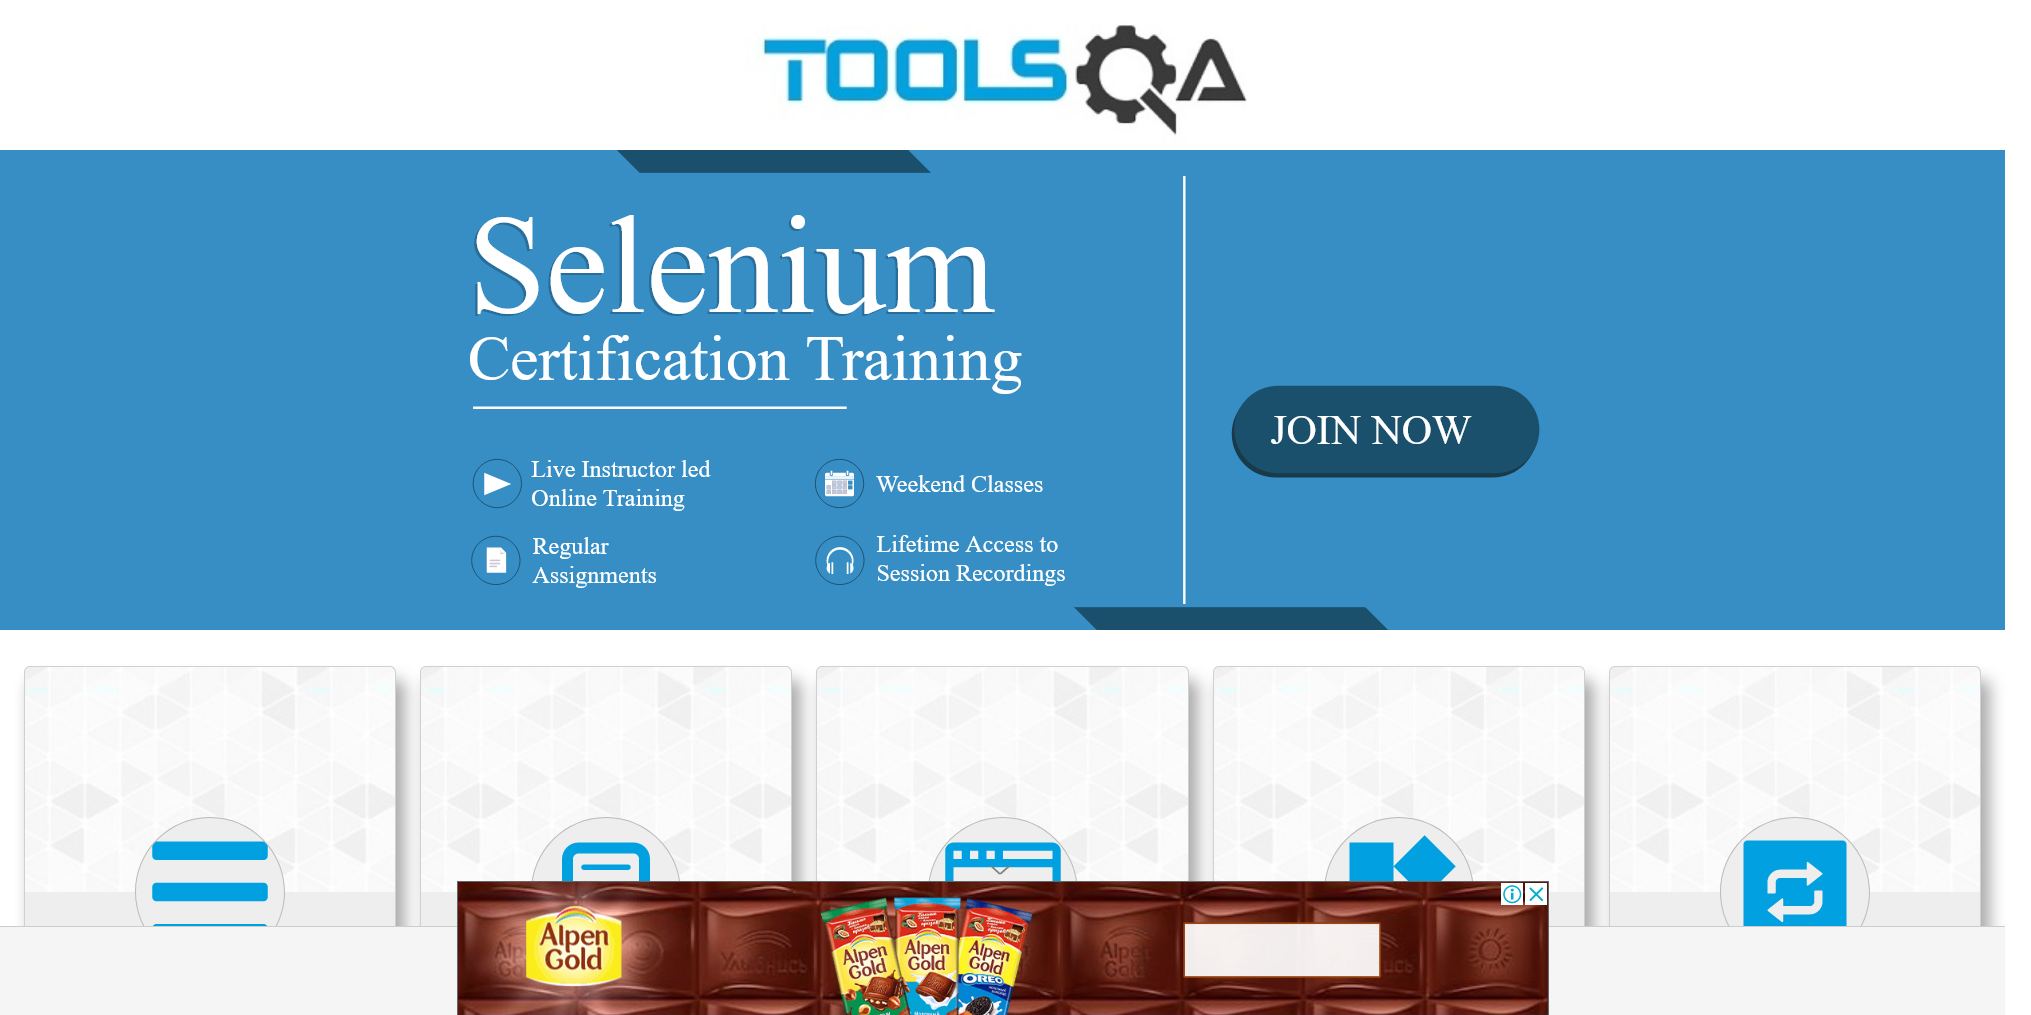 TOOLSQA
Selenium
Certification Training
JOIN NOW
Live Instructor led
Online Training
Weekend Classes
Regular
Assignments
Lifetime Access to
Session Recordings
Alpen
Gold
Alpen
Gold
Alpen
Gold
Alpen
Gold
OREO
Улыбнись